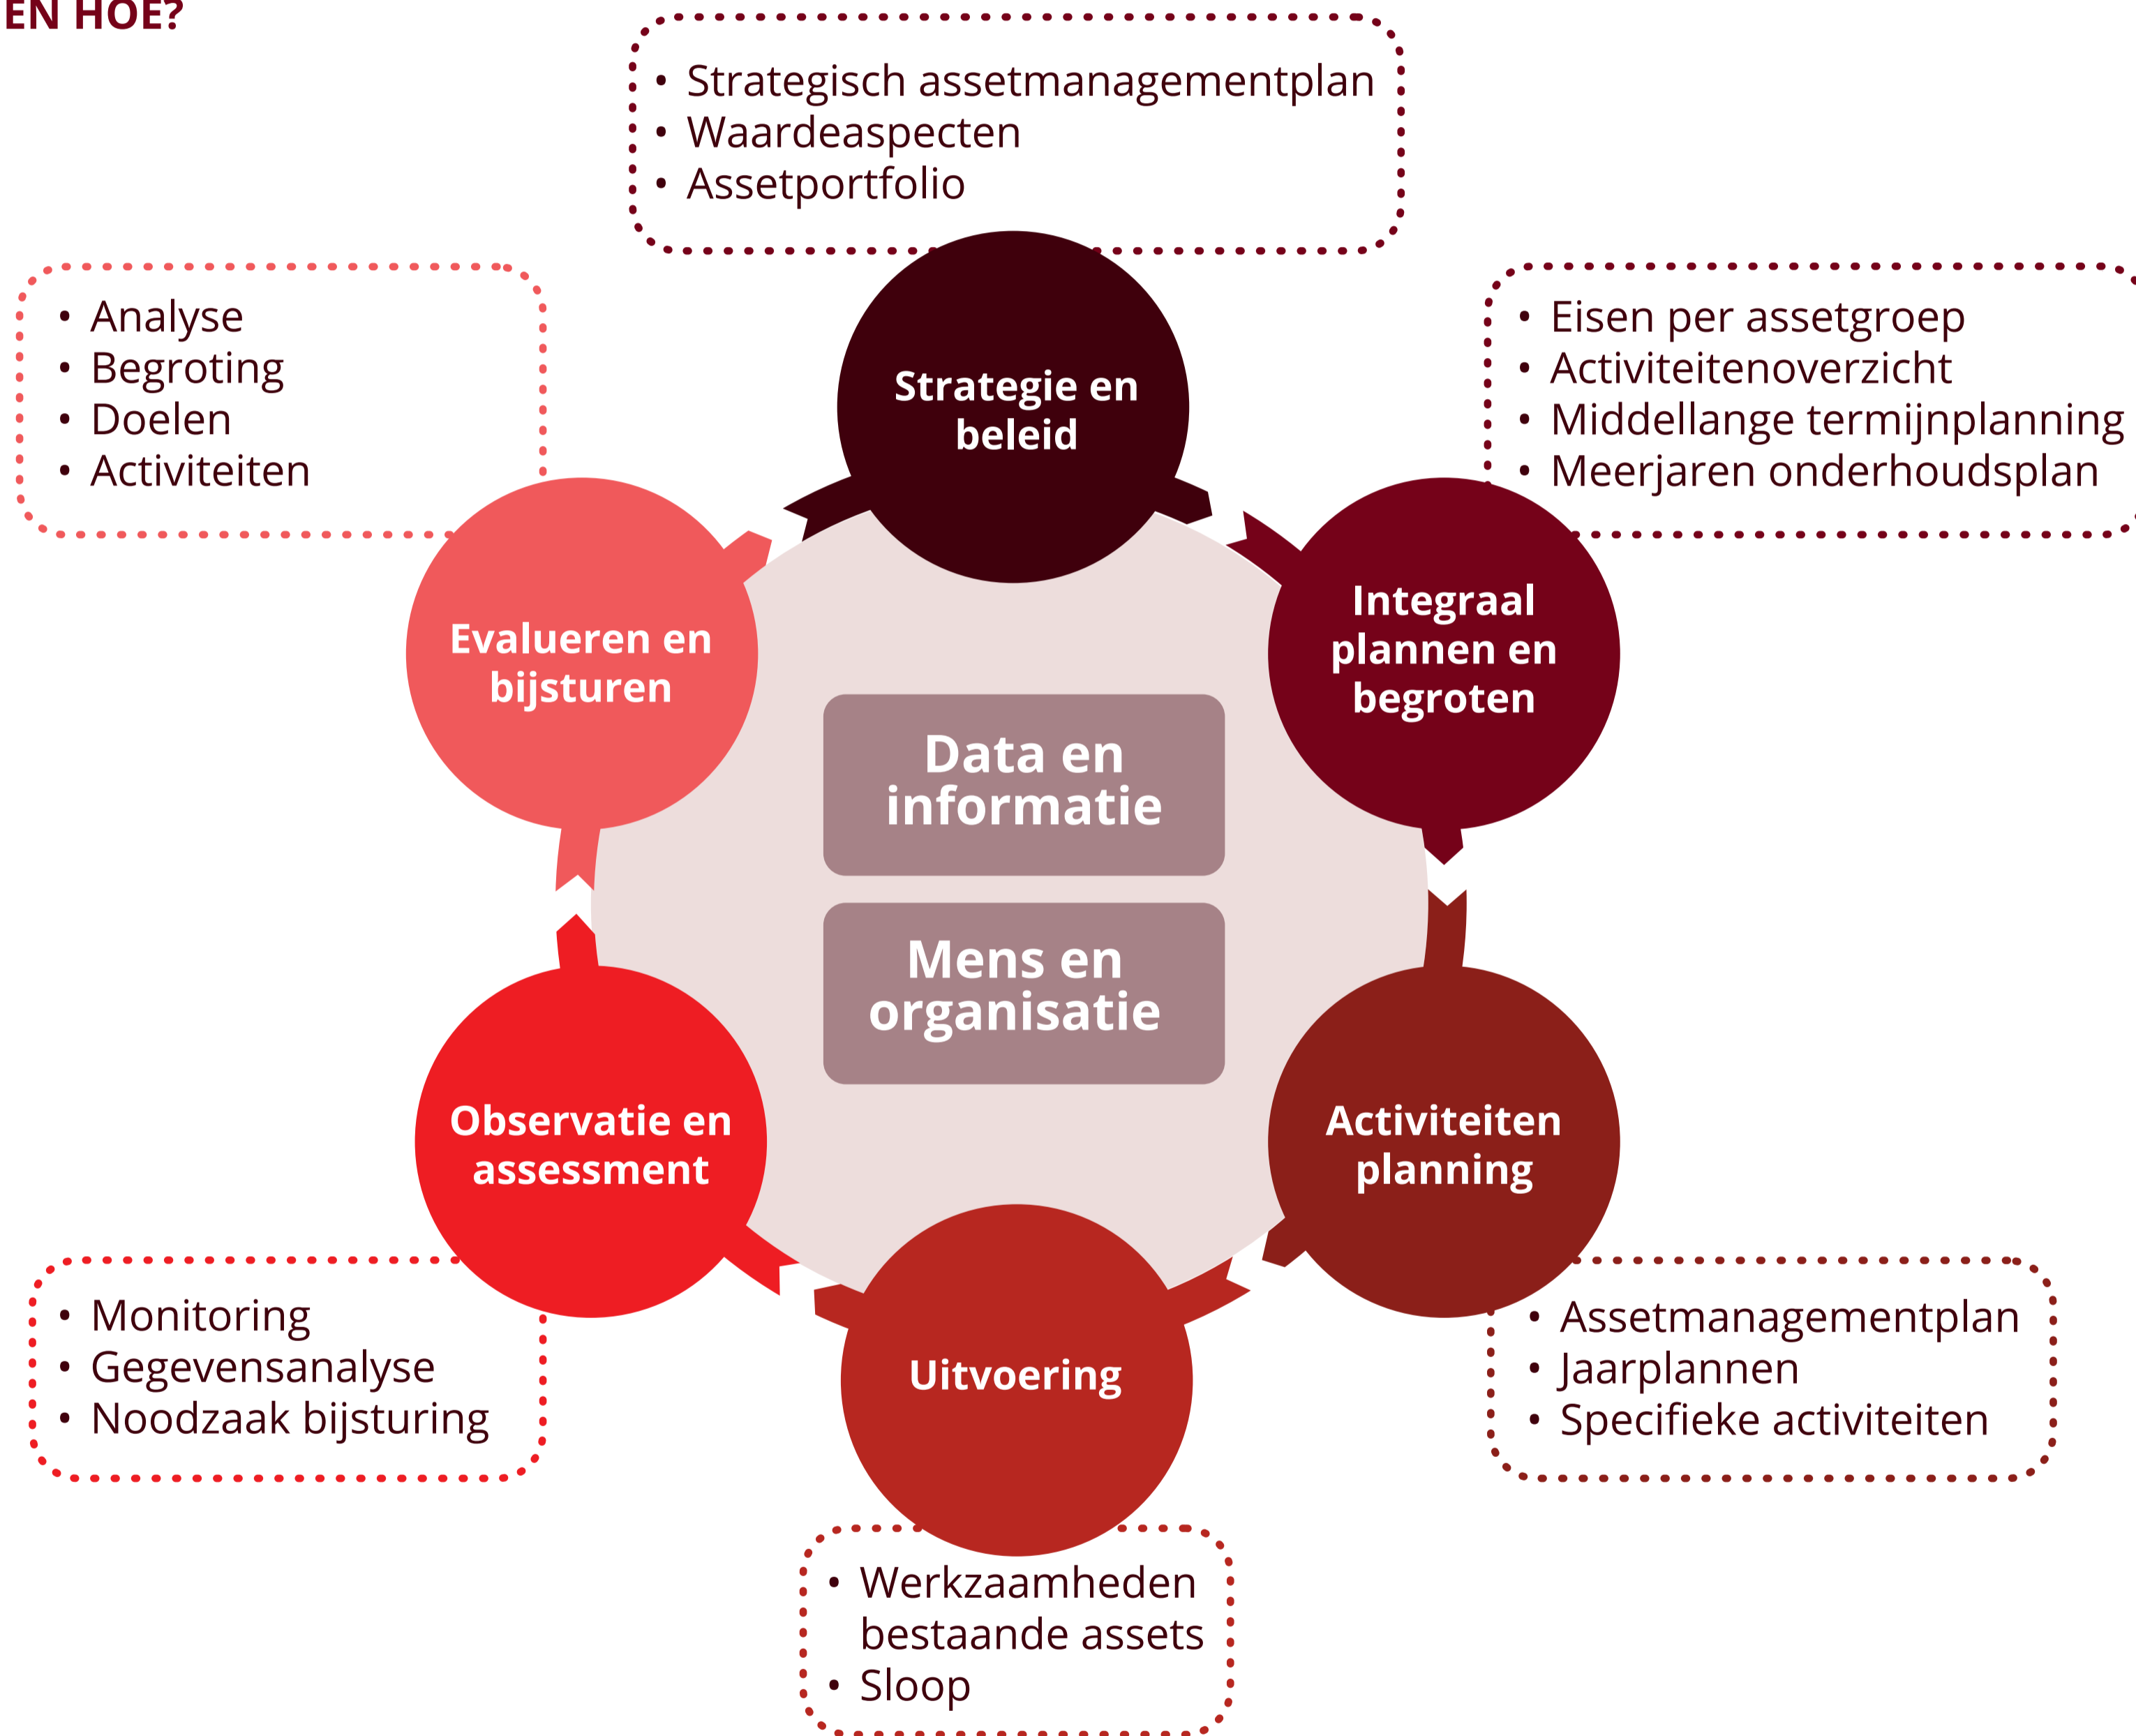 EN HOE?
• Strategisch assetmanagementplan
• Waardeaspecten
• Assetportfolio
• Analyse
• Begroting
• Doelen
• Activiteiten
• Eisen per assetgroep
• Activiteitenoverzicht
• Middellange termijnplanning
• Meerjaren onderhoudsplan
Strategie en
beleid
Evalueren en
bijsturen
Integraal
plannen en
begroten
Data en
informatie
Mens en
organisatie
Observatie en
assessment
Activiteiten
planning
Uitvoering
• Monitoring
• Gegevensanalyse
• Noodzaak bijsturing
• Assetmanagementplan
• Jaarplannen
• Specifieke activiteiten
• Werkzaamheden
bestaande assets
• Sloop